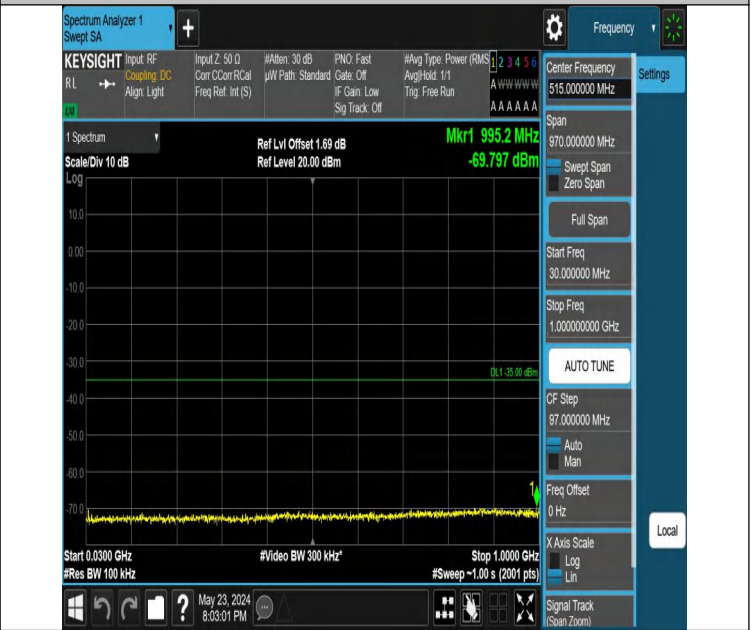 Spectrum Analyzer 1
Swept SA
+
Frequency
KEYSIGHT
RL
Input: RF
Coupling: DC
Align: Light
Input Z: 50 Ω
Corr CCorr RCal
Freq Ref: Int (S)
#Atten: 30 dB
µW Path: Standard
PNO: Fast
Gate: Off
IF Gain: Low
Sig Track: Off
#Avg Type: Power (RMS
Avg|Hold: 1/1
Trig: Free Run
1 2 3 4 5 6
A W W W W W
A A A A A A
1 Spectrum
Scale/Div 10 dB
Log
Ref Lvl Offset 1.69 dB
Ref Level 20.00 dBm
Mkr1 995.2 MHz
-69.797 dBm
10.0
0.00
-10.0
-20.0
-30.0
-40.0
-50.0
-60.0
-70.0
DL1 -35.00 dBm
1
Start 0.0300 GHz
#Res BW 100 kHz
#Video BW 300 kHz*
Stop 1.0000 GHz
#Sweep ~1.00 s (2001 pts)
May 23, 2024
8:03:01 PM
Center Frequency
515.000000 MHz
Span
970.000000 MHz
Swept Span
Zero Span
Full Span
Start Freq
30.000000 MHz
Stop Freq
1.000000000 GHz
AUTO TUNE
CF Step
97.000000 MHz
Auto
Man
Freq Offset
0 Hz
X Axis Scale
Log
Lin
Signal Track
(Span Zoom)
Settings
Local